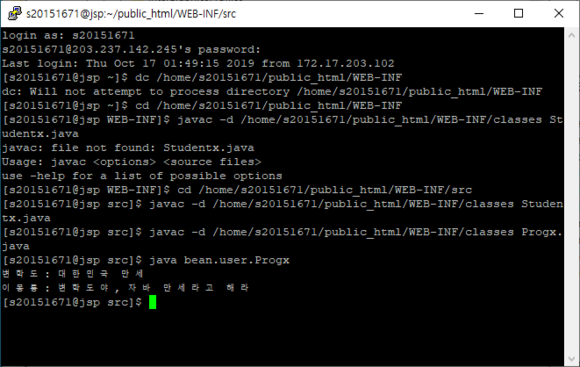 s20151671@jsp:~/public_html/WEB-INF/src
login as: s20151671
s20151671@203.237.142.245's password:
Last login: Thu Oct 17 01:49:15 2019 from 172.17.203.102
[s20151671@jsp ~]$ dc /home/s20151671/public_html/WEB-INF
dc: Will not attempt to process directory /home/s20151671/public_html/WEB-INF
[s20151671@jsp ~]$ cd /home/s20151671/public_html/WEB-INF
[s20151671@jsp WEB-INF]$ javac -d /home/s20151671/public_html/WEB-INF/classes St
udentx.java
javac: file not found: Studentx.java
Usage: javac <options> <source files>
use -help for a list of possible options
[s20151671@jsp WEB-INF]$ cd /home/s20151671/public_html/WEB-INF/src
[s20151671@jsp src]$ javac -d /home/s20151671/public_html/WEB-INF/classes Studen
tx.java
[s20151671@jsp src]$ javac -d /home/s20151671/public_html/WEB-INF/classes Progx.
java
[s20151671@jsp src]$ java bean.user.Progx
변학도: 대한민국 만세
이몽룡: 변학도야, 자바 만세라고 해라
[s20151671@jsp src]$